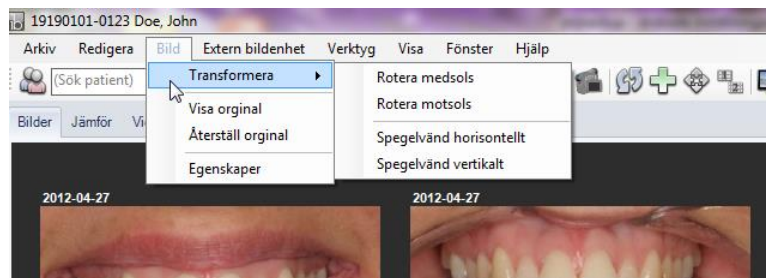 19190101-0123 Doe, John
Arkiv Redigera Bild Extern bildenhet Verktyg Visa Fönster Hjälp
(Sök patient)
Transformera
Rotera medsols
Rotera motsols
Visa orginal
Återställ orginal
Spegelvänd horisontellt
Spegelvänd vertikalt
Egenskaper
Bilder Jämför
2012-04-27 2012-04-27